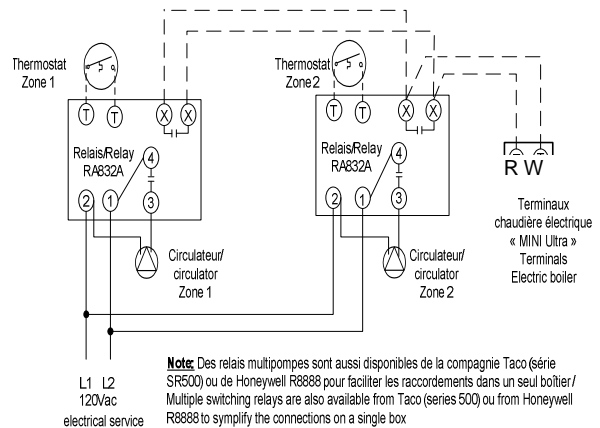 Thermostat
Zone 1
Thermostat
Zone 2
T T X X
T T X X
Relais/Relay
RA832A
4
2 1 3
Relais/Relay
RA832A
4
2 1 3
R W
Terminaux
chaudière électrique
« MINI Ultra »
Terminals
Electric boiler
Circulateur/
circulator
Zone 1
Circulateur/
circulator
Zone 2
L1 L2
120Vac
electrical service
Note: Des relais multipompes sont aussi disponibles de la compagnie Taco (série
SR500) ou de Honeywell R8888 pour faciliter les raccordements dans un seul boîtier /
Multiple switching relays are also available from Taco (series 500) or from Honeywell
R8888 to symplify the connections on a single box